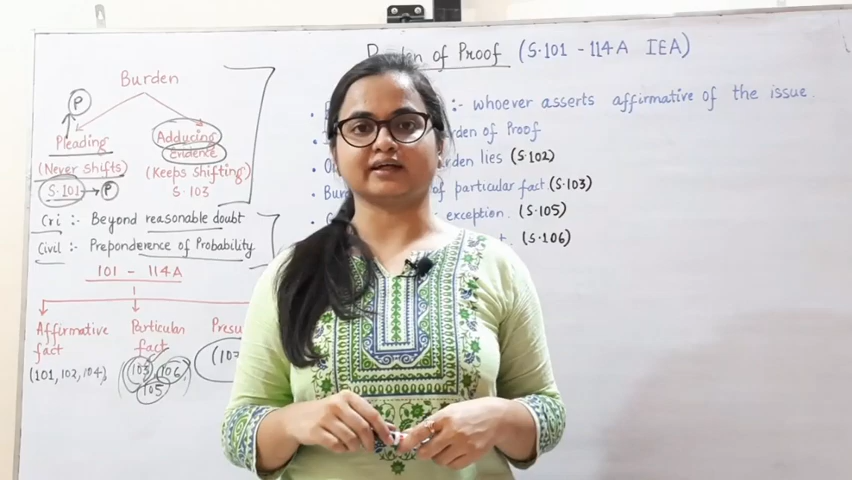 Burden of Proof (S·101 - 114A IEA)
Burden
P
Pleading
(Never Shifts)
S·101 → P
Adducing
Evidence
(Keeps Shifting)
S·103
Cri :- Beyond reasonable doubt
Civil :- Preponderence of Probability
101 - 114A
Affirmative
fact
(101, 102, 104)
Particular
fact
103 106
105
:- whoever asserts affirmative of the issue.
Burden of Proof
lies (S·102)
of particular fact (S·103)
exception. (S·105)
(S·106)